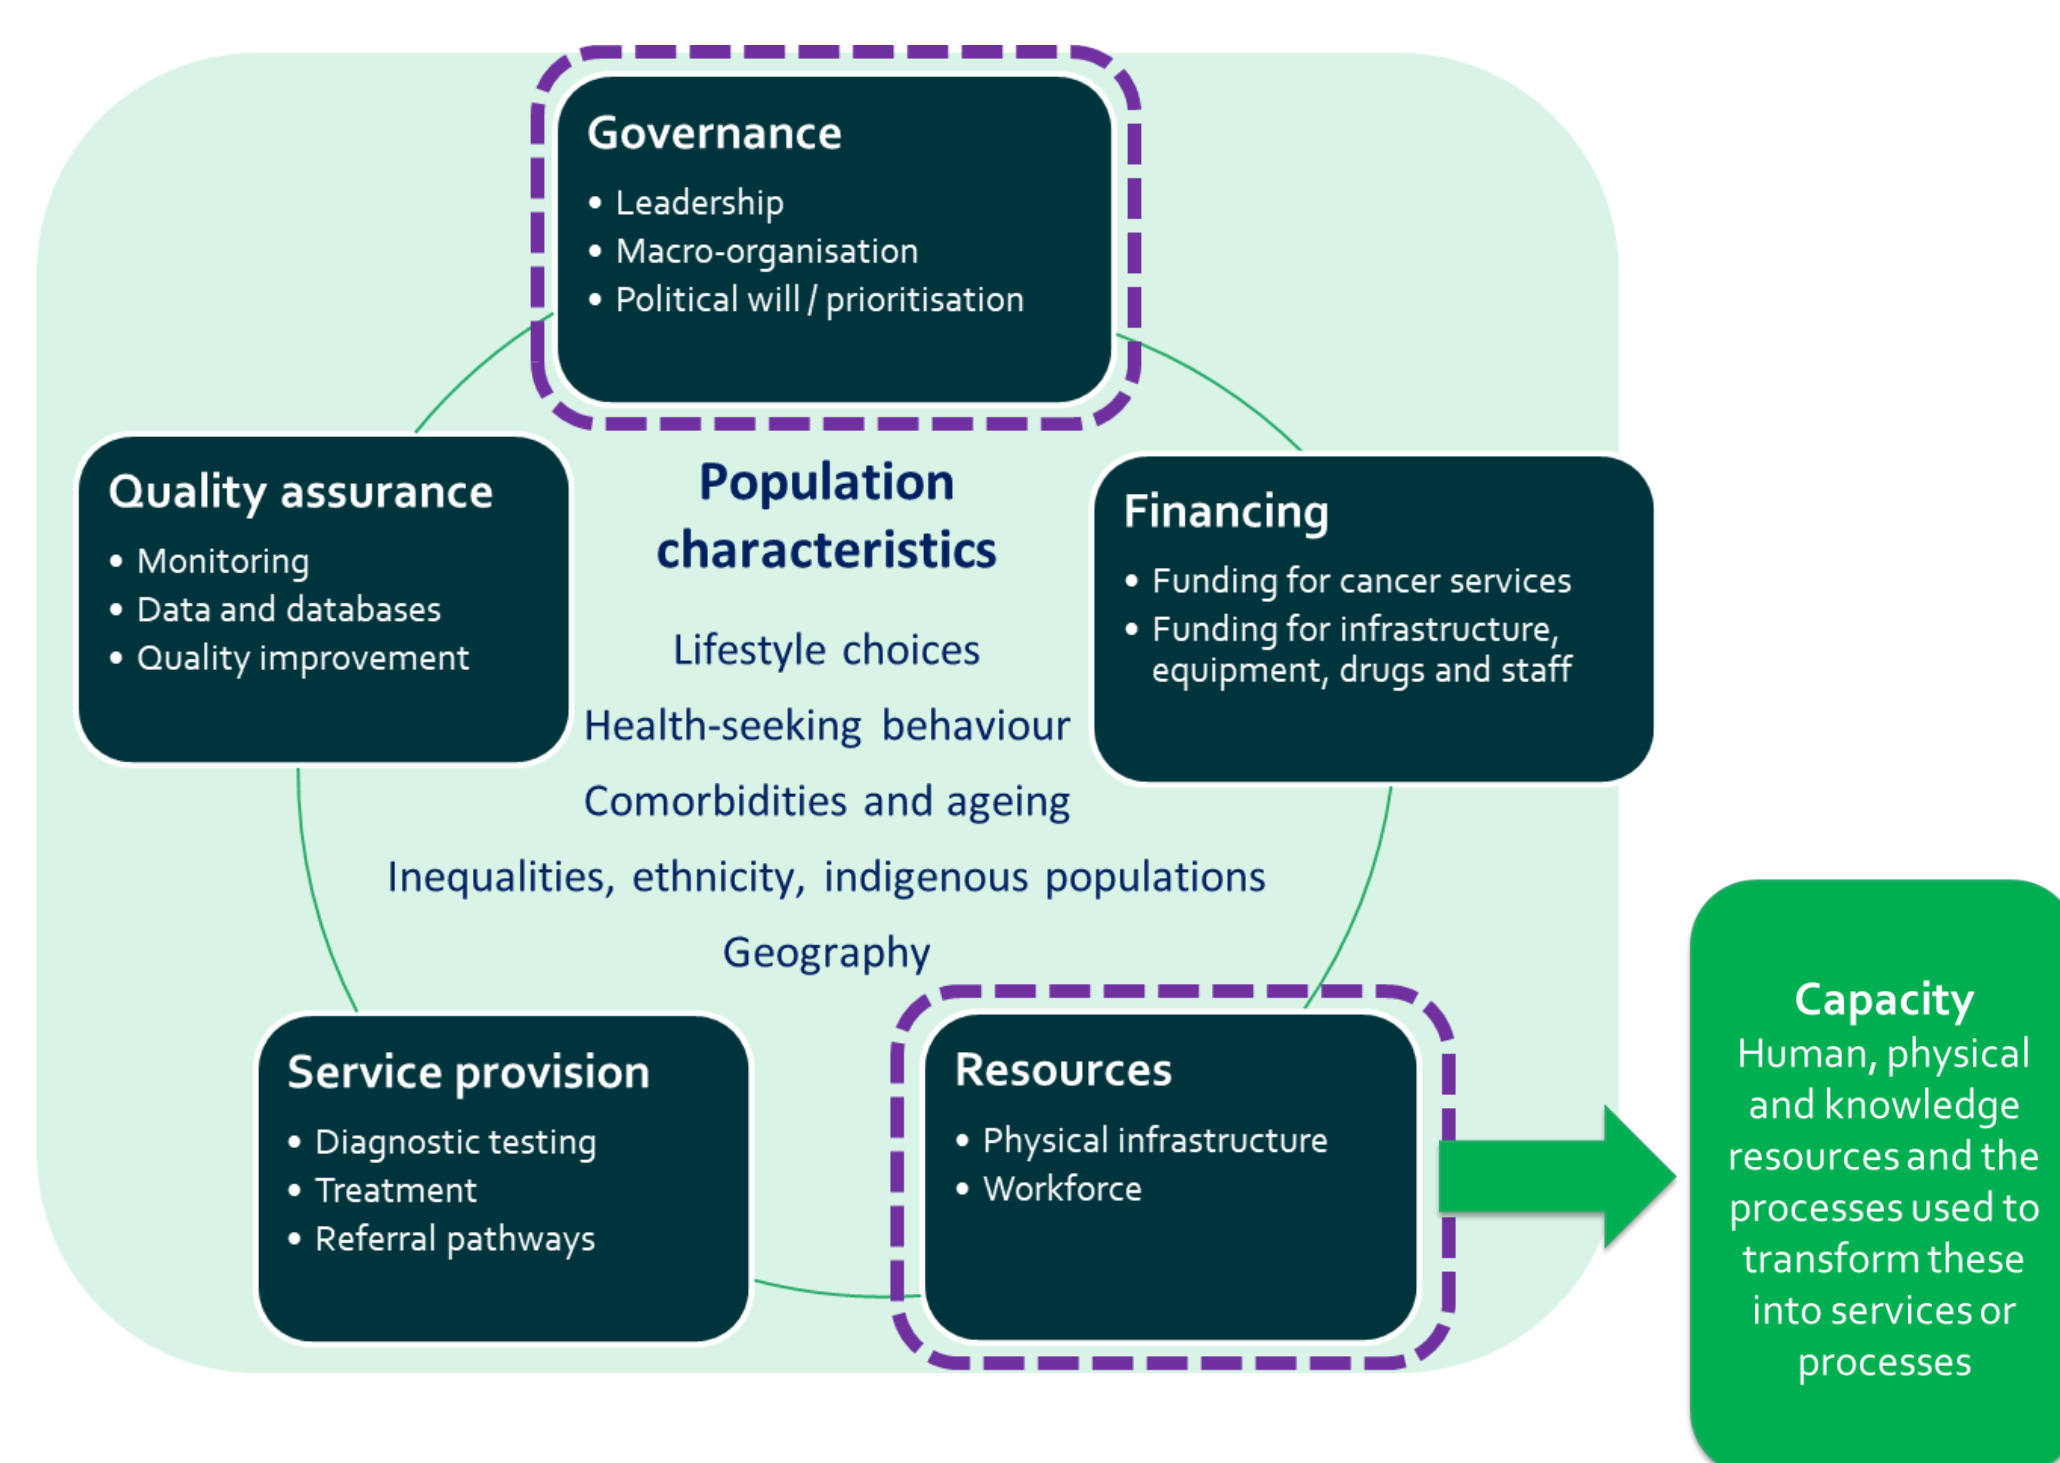 Governance
• Leadership
• Macro-organisation
• Political will / prioritisation
Quality assurance
• Monitoring
• Data and databases
• Quality improvement
Population
characteristics
Lifestyle choices
Health-seeking behaviour
Comorbidities and ageing
Inequalities, ethnicity, indigenous populations
Geography
Financing
• Funding for cancer services
• Funding for infrastructure,
equipment, drugs and staff
Service provision
• Diagnostic testing
• Treatment
• Referral pathways
Resources
• Physical infrastructure
• Workforce
Capacity
Human, physical
and knowledge
resources and the
processes used to
transform these
into services or
processes